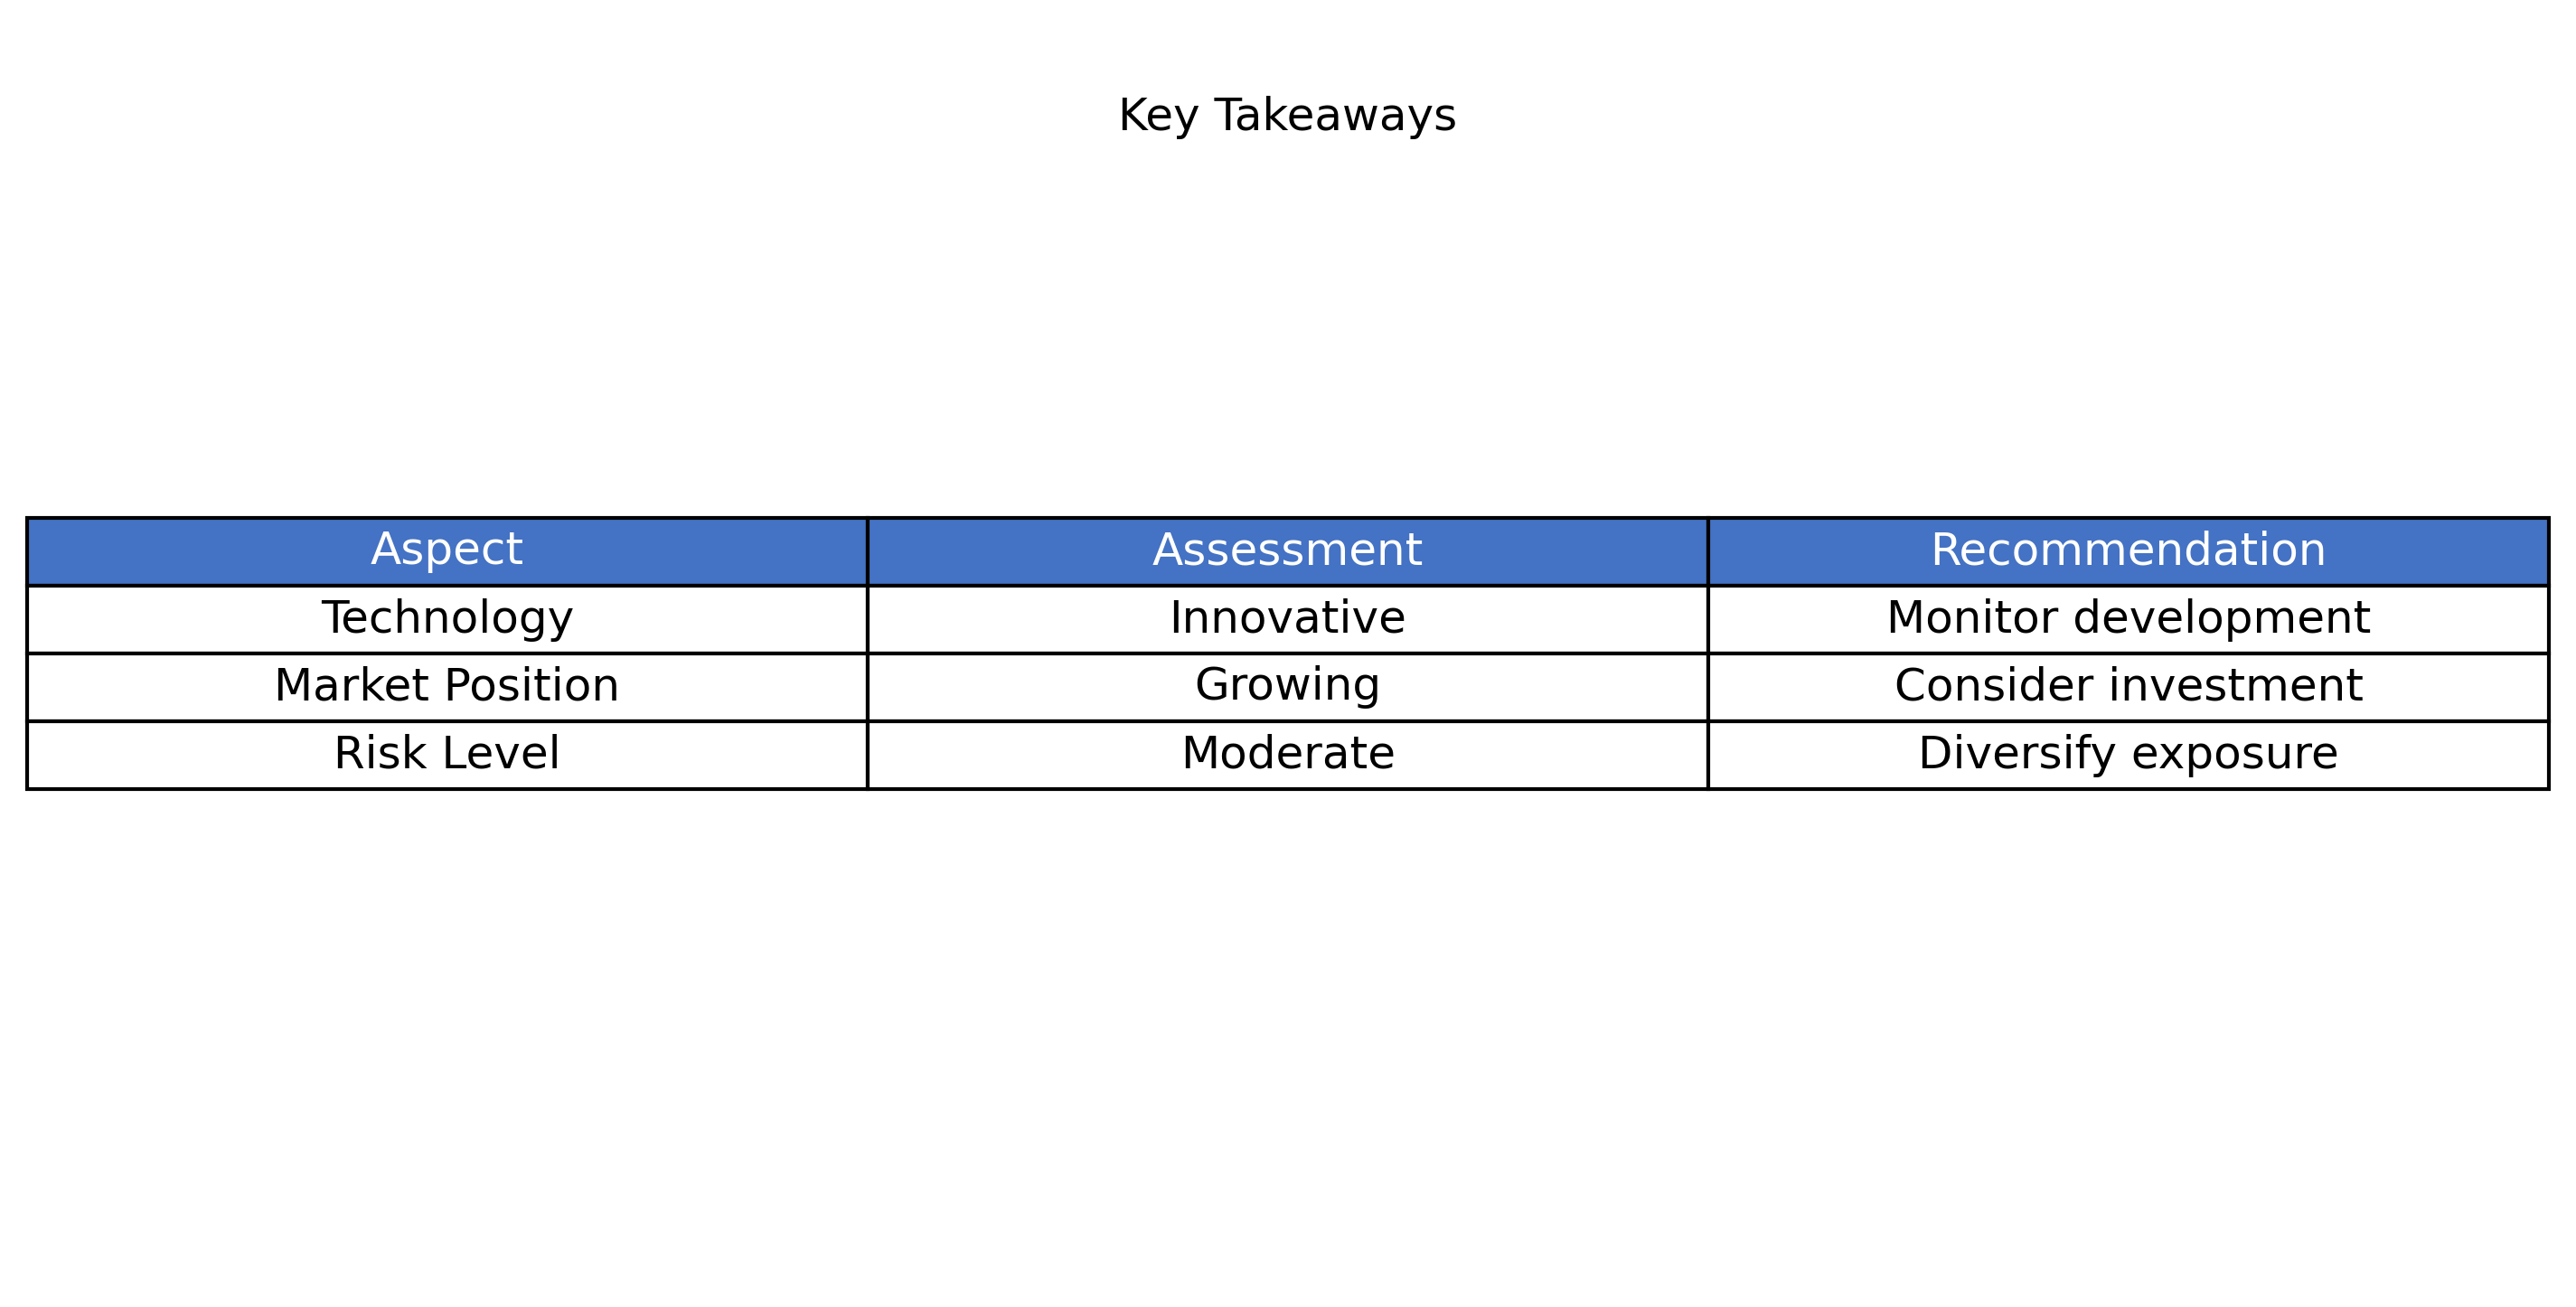 Key Takeaways
Aspect Assessment Recommendation
Technology Innovative Monitor development
Market Position Growing Consider investment
Risk Level Moderate Diversify exposure